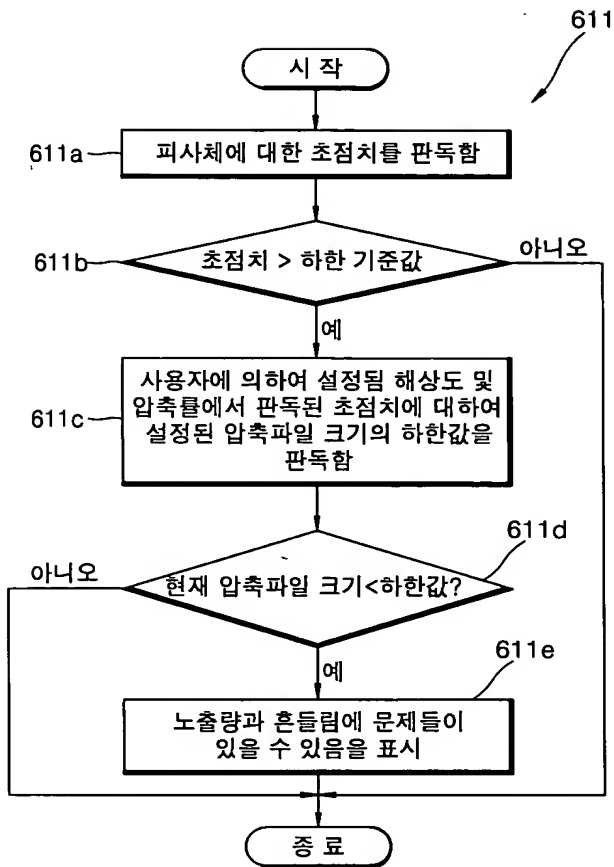 611
시 작
611a
피사체에 대한 초점치를 판독함
611b
초점치 > 하한 기준값
아니오
예
611c
사용자에 의하여 설정됨 해상도 및
압축률에서 판독된 초점치에 대하여
설정된 압축파일 크기의 하한값을
판독함
611d
아니오
현재 압축파일 크기<하한값?
예
611e
노출량과 흔들림에 문제들이
있을 수 있음을 표시
종 료